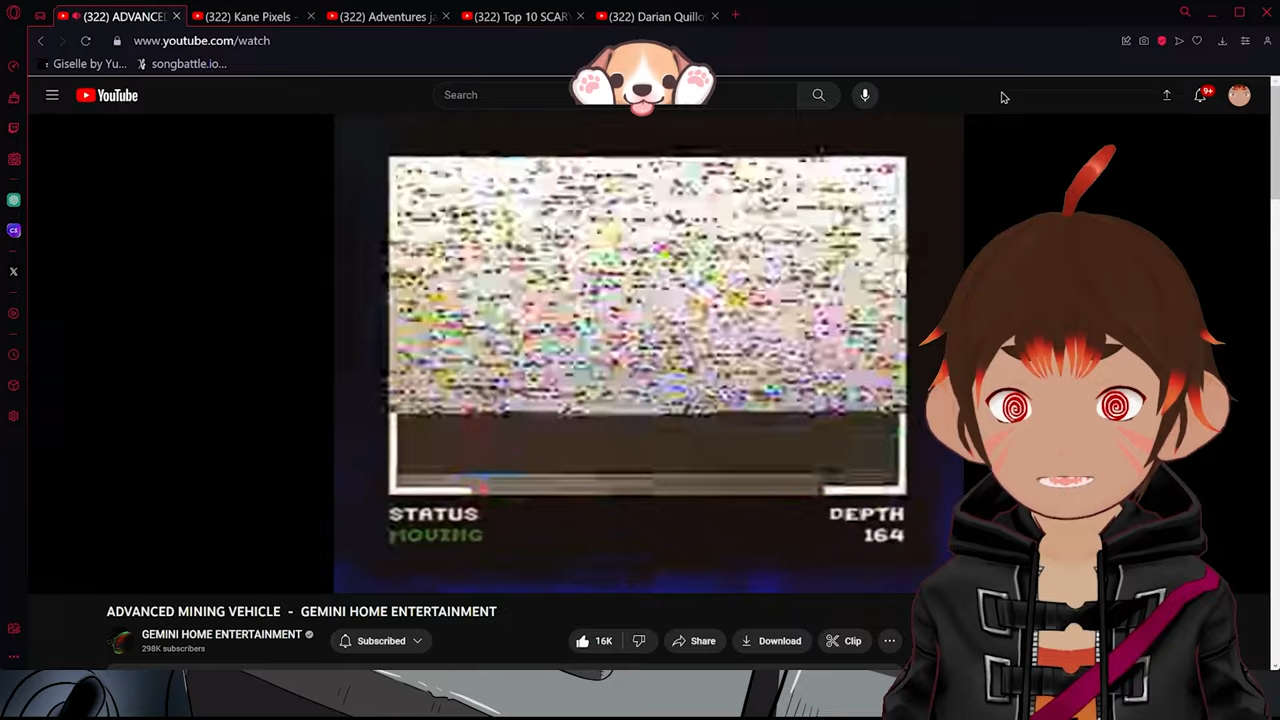 (322) ADVANCE
(322) Kane Pixels -
(322) Adventures ja
(322) Top 10 SCAR
(322) Darian Quillo
www.youtube.com/watch
Giselle by Yu...
songbattle.io...
YouTube
Search
9+
CS
STATUS
DEPTH
MOVING
164
ADVANCED MINING VEHICLE - GEMINI HOME ENTERTAINMENT
GEMINI HOME ENTERTAINMENT
298K subscribers
Subscribed
16K
Share
Download
Clip